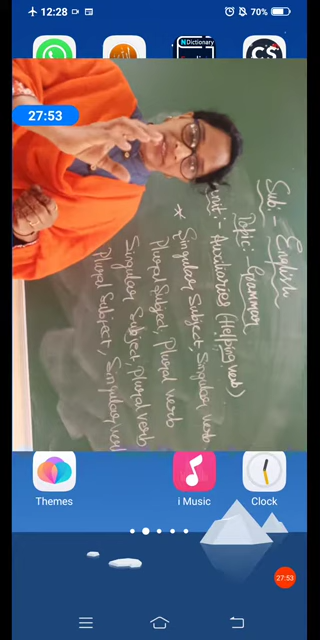 12:28
70%
N Dictionary
CS
27:53
Sub:- English
Topic:- Grammar
Unit:- Auxiliaries (Helping verb)
* Singular Subject, Singular verb
Plural Subject, Plural verb
Singular Subject, Plural verb
Plural Subject, Singular verb
Themes
i Music
Clock
27:53